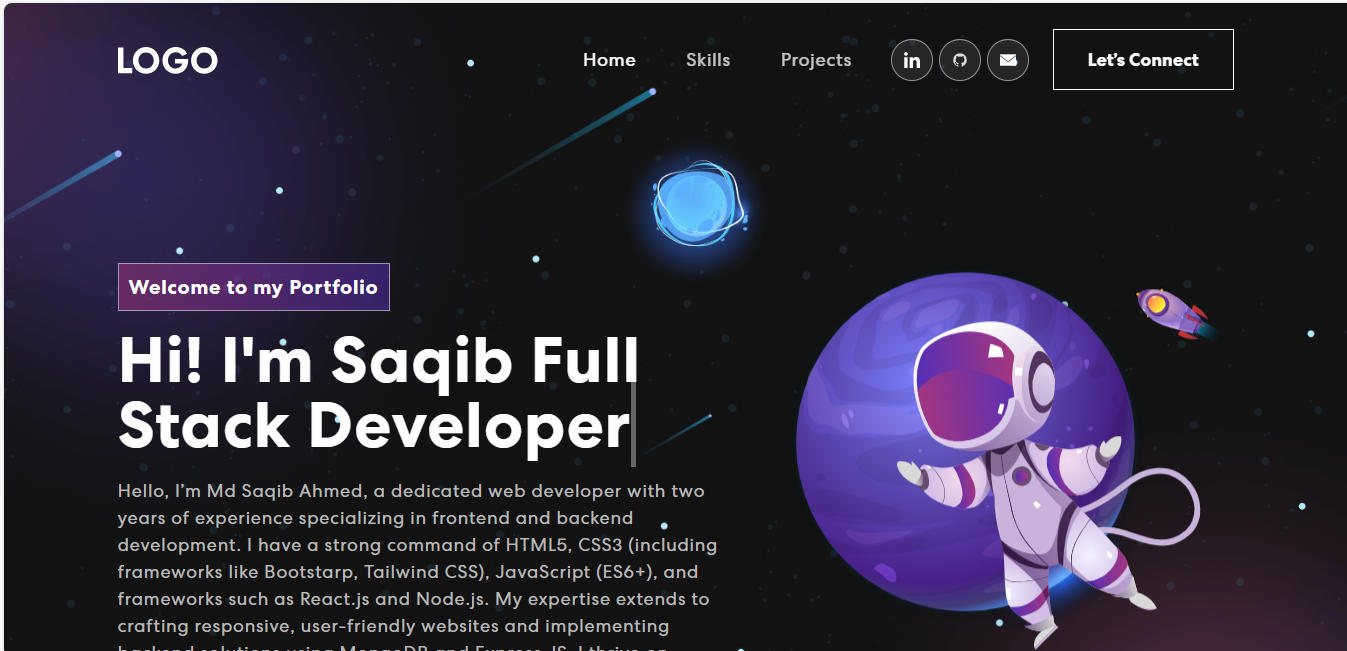 LOGO
Home
Skills
Projects
in
Let's Connect
Welcome to my Portfolio
Hi! I'm Saqib Full
Stack Developer
Hello, I'm Md Saqib Ahmed, a dedicated web developer with two
years of experience specializing in frontend and backend
development. I have a strong command of HTML5, CSS3 (including
frameworks like Bootstarp, Tailwind CSS), JavaScript (ES6+), and
frameworks such as React.js and Node.js. My expertise extends to
crafting responsive, user-friendly websites and implementing